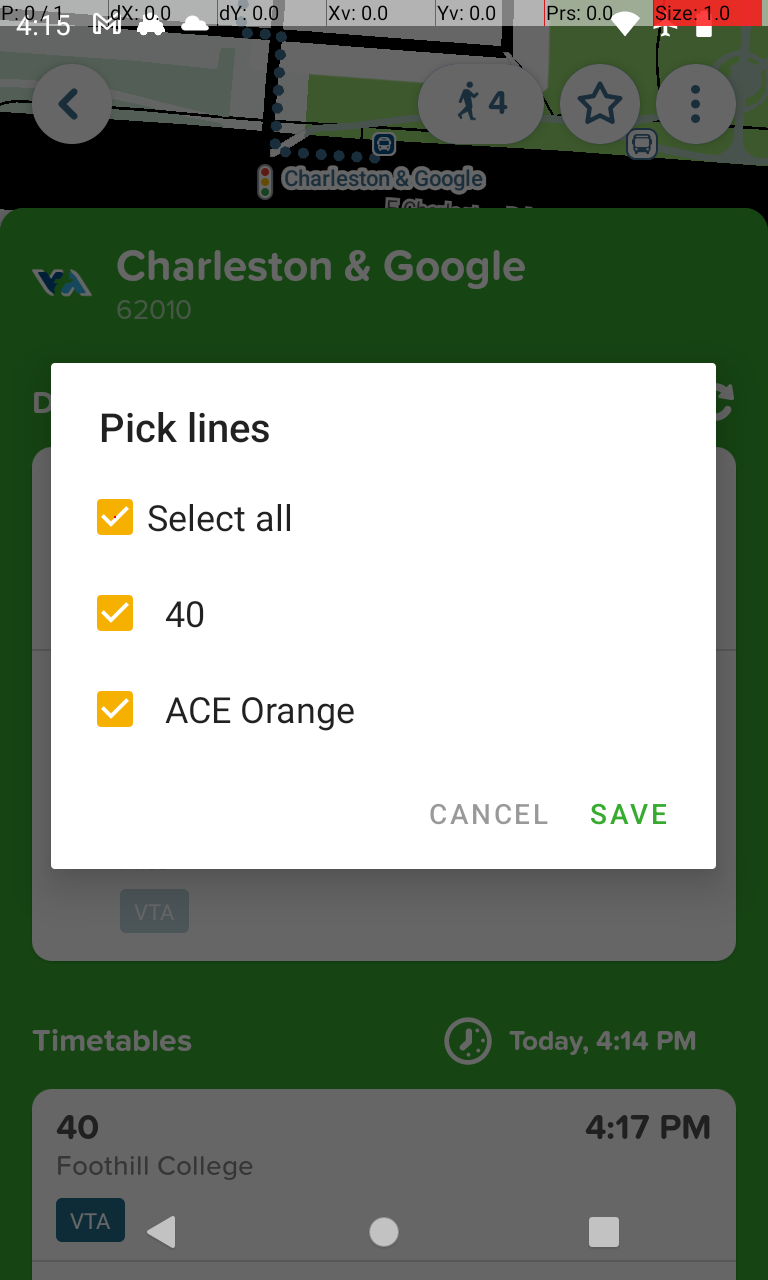 P: 0 / 1 dX: 0.0 dY: 0.0 Xv: 0.0 Yv: 0.0 Prs: 0.0 Size: 1.0
4:15
4
Charleston & Google
Charleston & Google
62010
Pick lines
Select all
40
ACE Orange
CANCEL SAVE
VTA
Timetables Today, 4:14 PM
40 4:17 PM
Foothill College
VTA